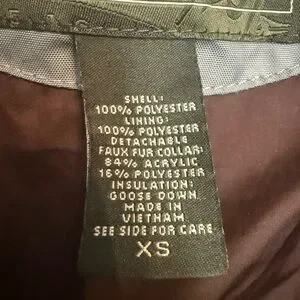 SHELL:
100% POLYESTER
LINING:
100% POLYESTER
DETACHABLE
FAUX FUR COLLAR:
84% ACRYLIC
16% POLYESTER
INSULATION:
GOOSE DOWN
MADE IN
VIETNAM
SEE SIDE FOR CARE
XS